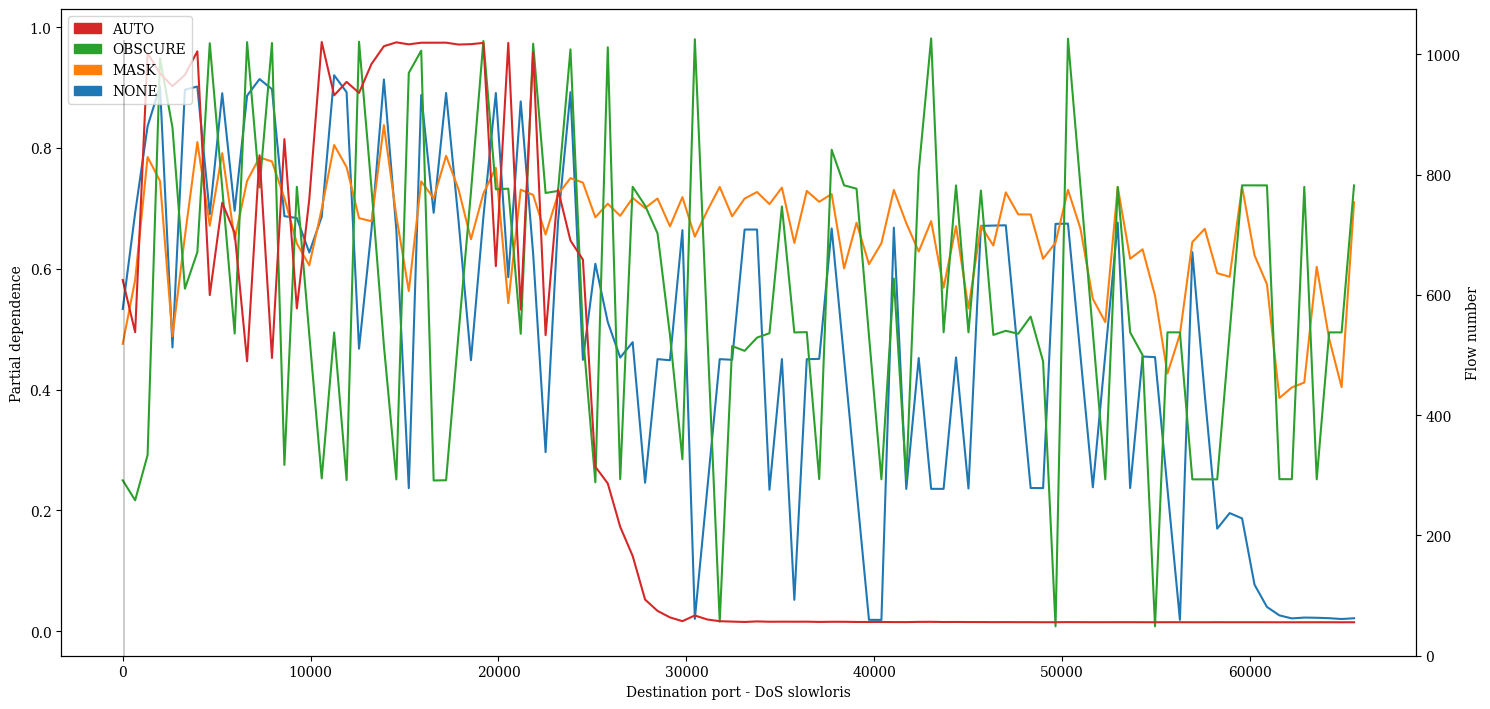 AUTO
OBSCURE
MASK
NONE
1.0
0.8
0.6
0.4
0.2
0.0
Partial dependence
1000
800
600
400
200
0
Flow number
0 10000 20000 30000 40000 50000 60000
Destination port - DoS slowloris